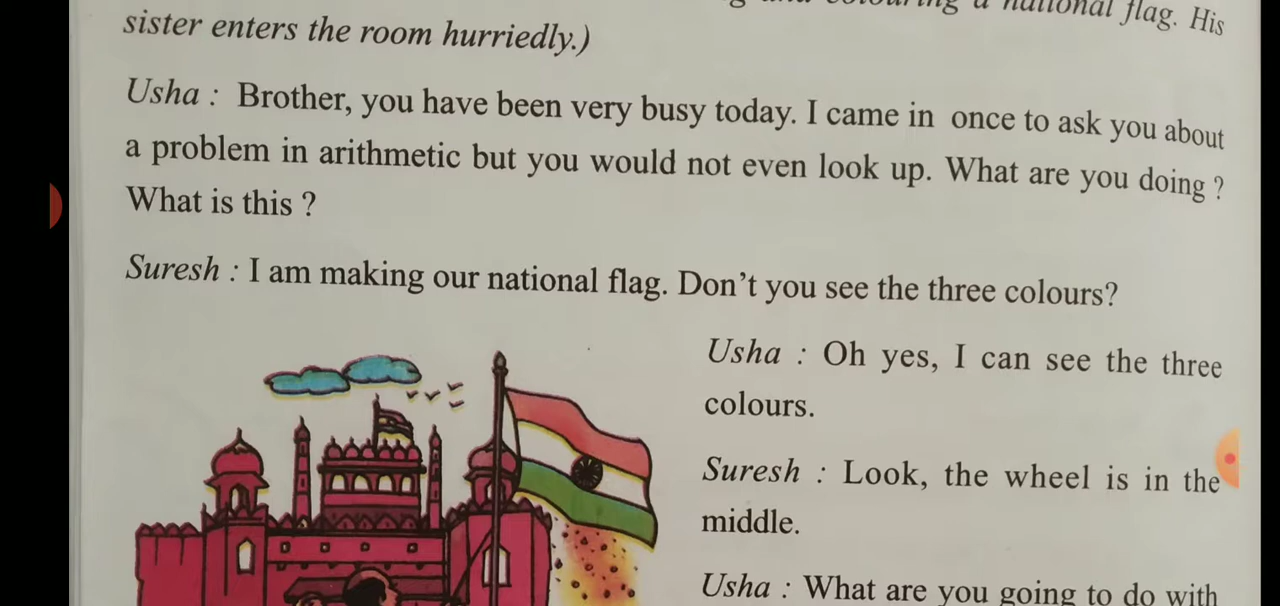 a national flag. His
sister enters the room hurriedly.)
Usha : Brother, you have been very busy today. I came in once to ask you about
a problem in arithmetic but you would not even look up. What are you doing ?
What is this ?
Suresh : I am making our national flag. Don't you see the three colours?
Usha : Oh yes, I can see the three
colours.
Suresh : Look, the wheel is in the
middle.
Usha : What are you going to do with